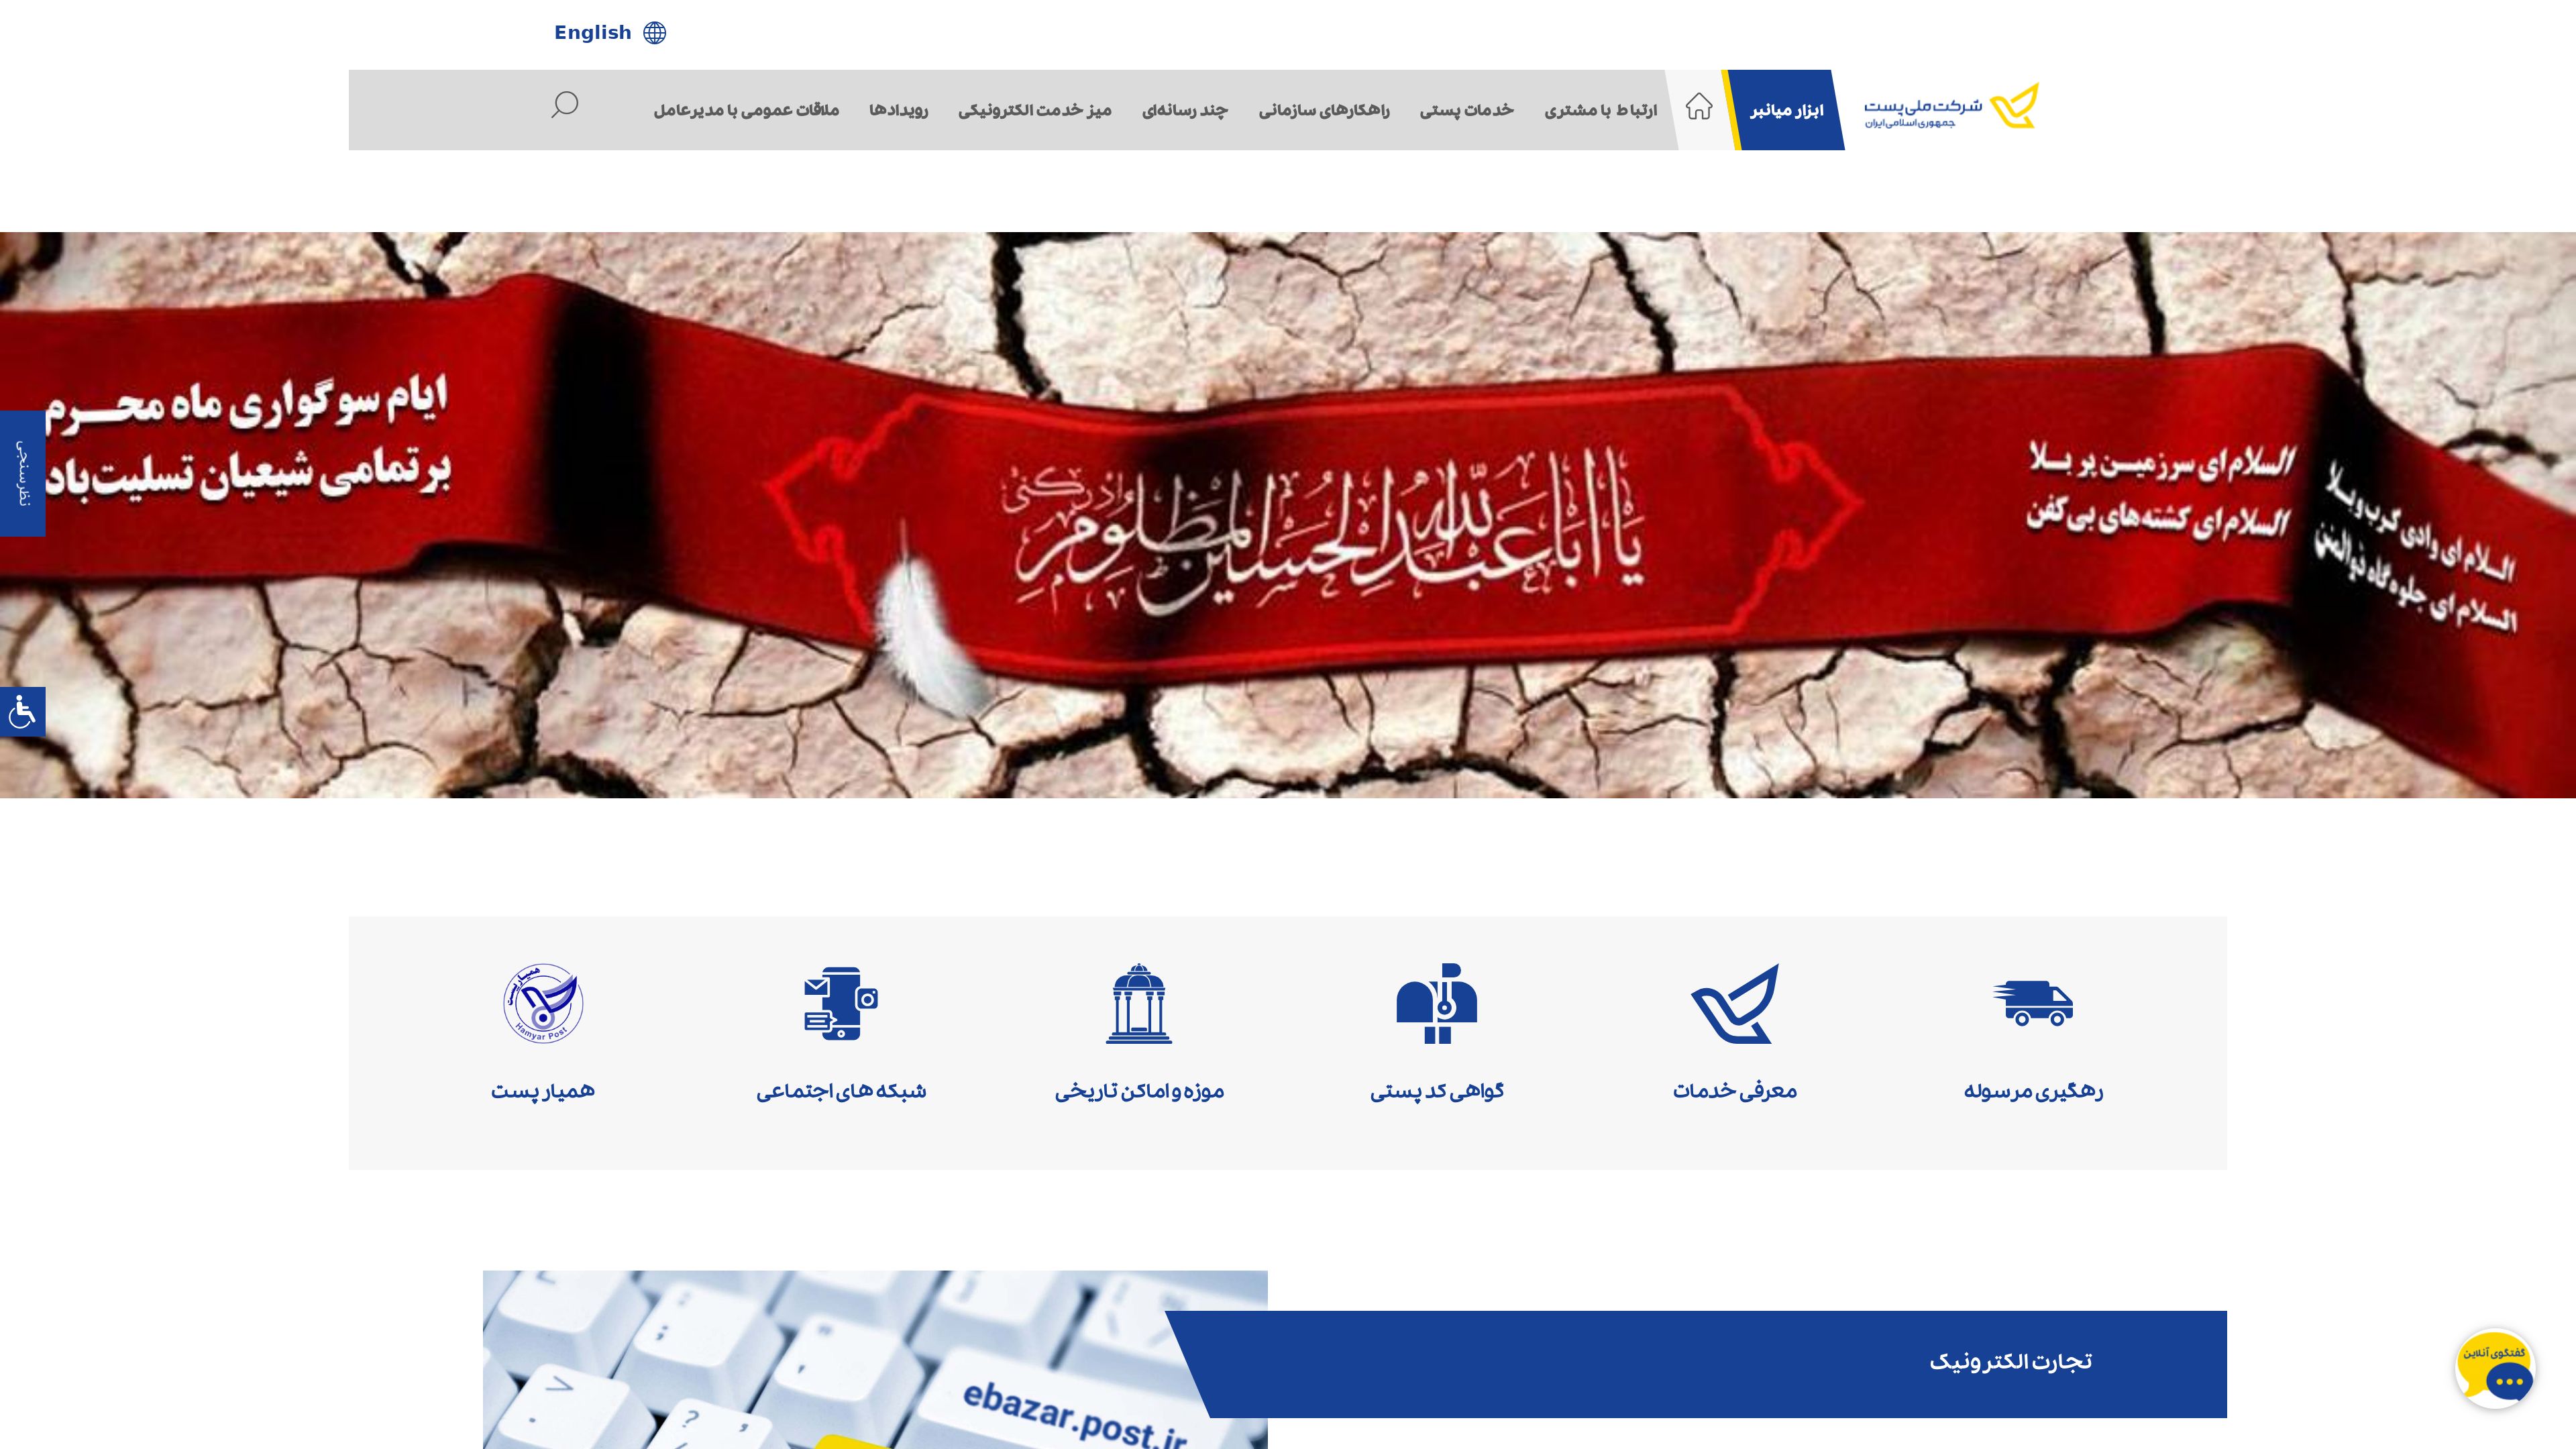 English
شرکت ملی پست
جمهوری اسلامی ایران
ابزار میانبر
ارتباط با مشتری
خدمات پستی
راهکارهای سازمانی
چند رسانه‌ای
میز خدمت الکترونیکی
رویدادها
ملاقات عمومی با مدیرعامل
السلام ای وادی کرب و بلا
السلام ای جلوه گاه ذوالمنن
السلام ای سرزمین پر بلا
السلام ای کشته های بی کفن
یا اباعبدالله الحسین المظلوم ادرکنی
ایام سوگواری ماه محرم
بر تمامی شیعیان تسلیت باد
نظرسنجی
رهگیری مرسوله
معرفی خدمات
گواهی کد پستی
موزه و اماکن تاریخی
شبکه های اجتماعی
همیار پست
Hamyar Post
همیار پست
تجارت الکترونیک
ebazar.post.ir
گفتگوی آنلاین